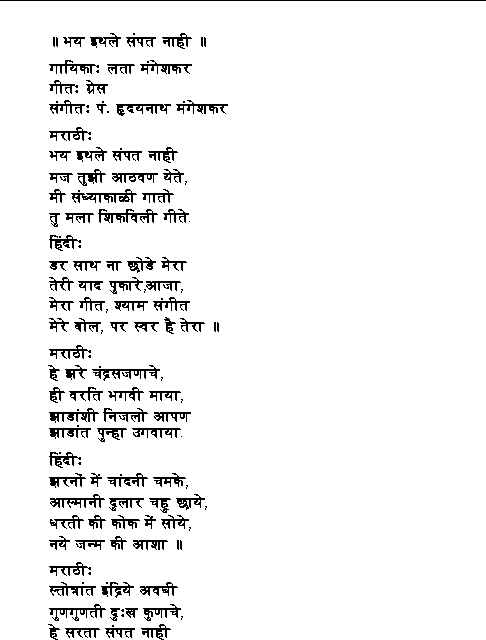 ॥ भय इथले संपत नाही ॥
गायिकाः लता मंगेशकर
गीतः ग्रेस
संगीतः पं. हृदयनाथ मंगेशकर
मराठीः
भय इथले संपत नाही
मज तुझी आठवण येते,
मी संध्याकाळी गातो
तु मला शिकविली गीते.
हिंदीः
डर साथ ना छोडे मेरा
तेरी याद पुकारे,आजा,
मेरा गीत, श्याम संगीत
मेरे बोल, पर स्वर है तेरा ॥
मराठीः
हे झरे चंद्रसजणाचे,
ही वरति भगवी माया,
झाडांशी निजलो आपण
झाडांत पुन्हा उगवाया.
हिंदीः
झरनों में चांदनी चमके,
आस्मानी दुलार चहु छाये,
धरती की कोक में सोये,
नये जन्म की आशा ॥
मराठीः
स्तोत्रांत इंद्रिये अवघी
गुणगुणती दुःख कुणाचे,
हे सरता संपत नाही